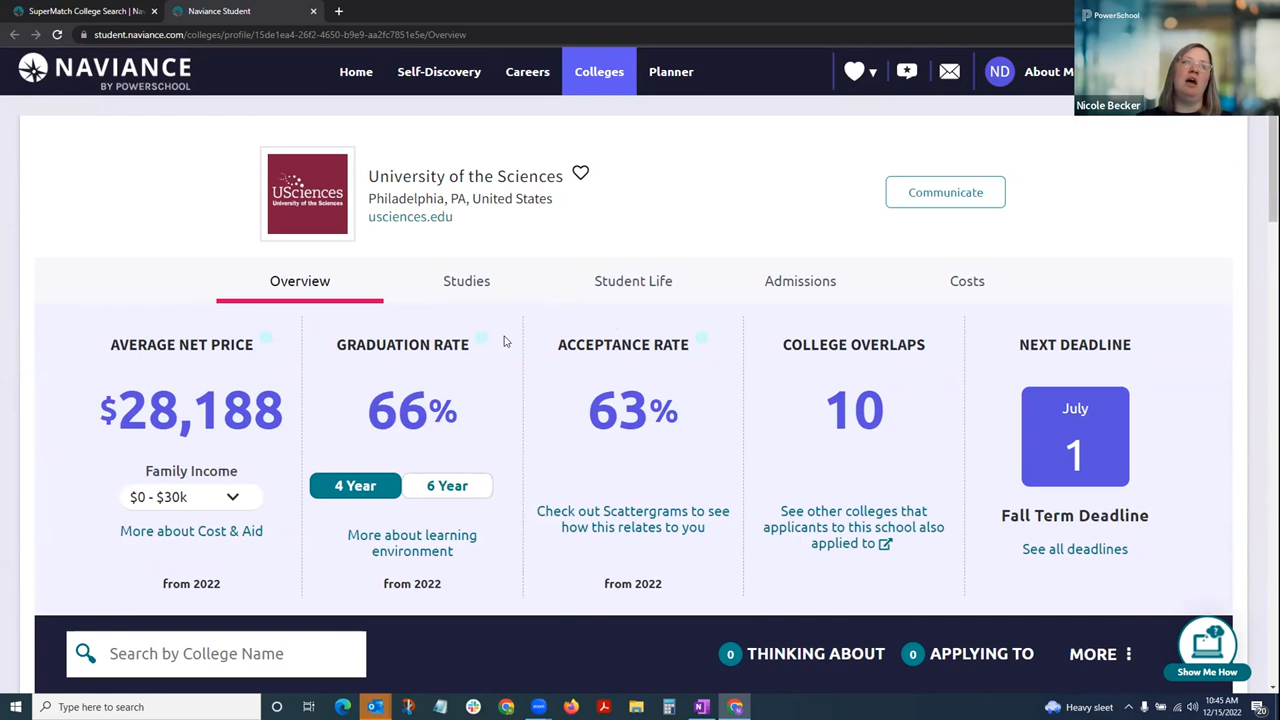 SuperMatch College Search | Na
Naviance Student
student.naviance.com/colleges/profile/15de1ea4-26f2-4650-b9e9-aa2fc7851e5e/Overview
PowerSchool
Nicole Becker
NAVIANCE
BY POWERSCHOOL
Home
Self-Discovery
Careers
Colleges
Planner
ND
About M
USciences
University of the Sciences
University of the Sciences
Philadelphia, PA, United States
usciences.edu
Communicate
Overview
Studies
Student Life
Admissions
Costs
AVERAGE NET PRICE
$28,188
Family Income
$0 - $30k
More about Cost & Aid
from 2022
GRADUATION RATE
66%
4 Year
6 Year
More about learning
environment
from 2022
ACCEPTANCE RATE
63%
Check out Scattergrams to see
how this relates to you
from 2022
COLLEGE OVERLAPS
10
See other colleges that
applicants to this school also
applied to
NEXT DEADLINE
July
1
Fall Term Deadline
See all deadlines
Search by College Name
0 THINKING ABOUT
0 APPLYING TO
MORE
Show Me How
Type here to search
Heavy sleet
10:45 AM
12/15/2022
20